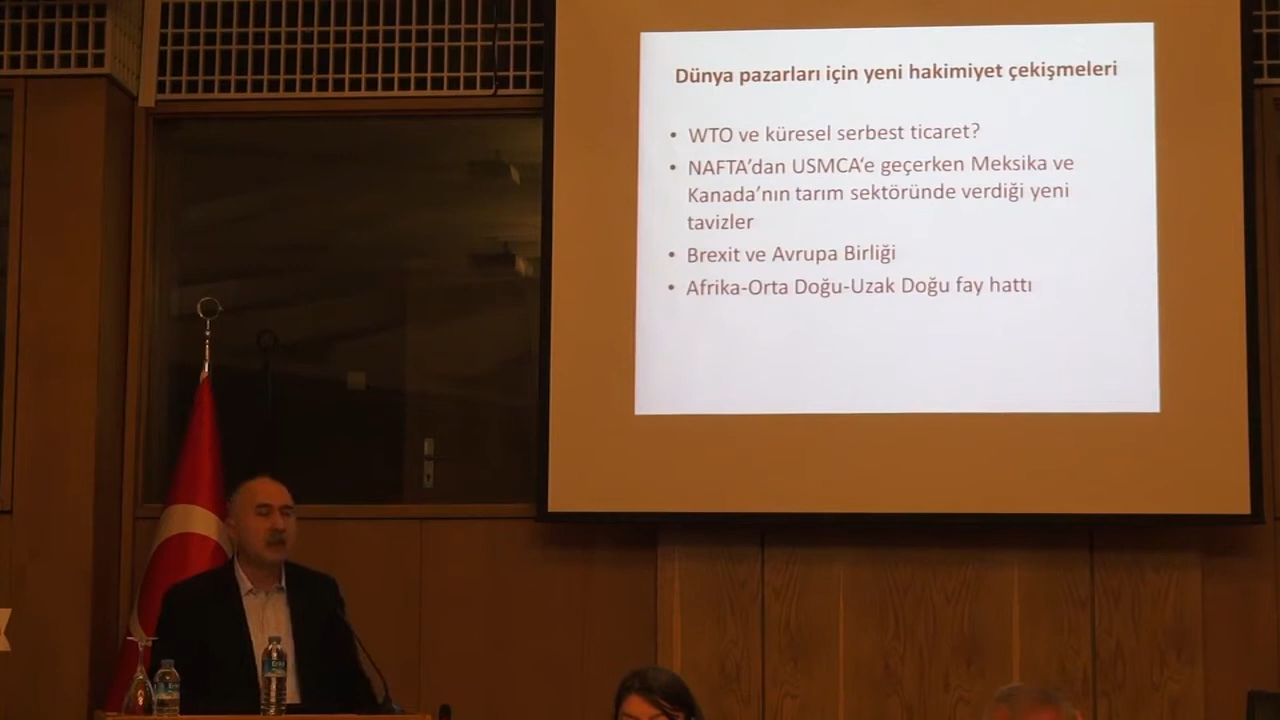 Dünya pazarları için yeni hakimiyet çekişmeleri
• WTO ve küresel serbest ticaret?
• NAFTA’dan USMCA‘e geçerken Meksika ve
Kanada’nın tarım sektöründe verdiği yeni
tavizler
• Brexit ve Avrupa Birliği
• Afrika-Orta Doğu-Uzak Doğu fay hattı